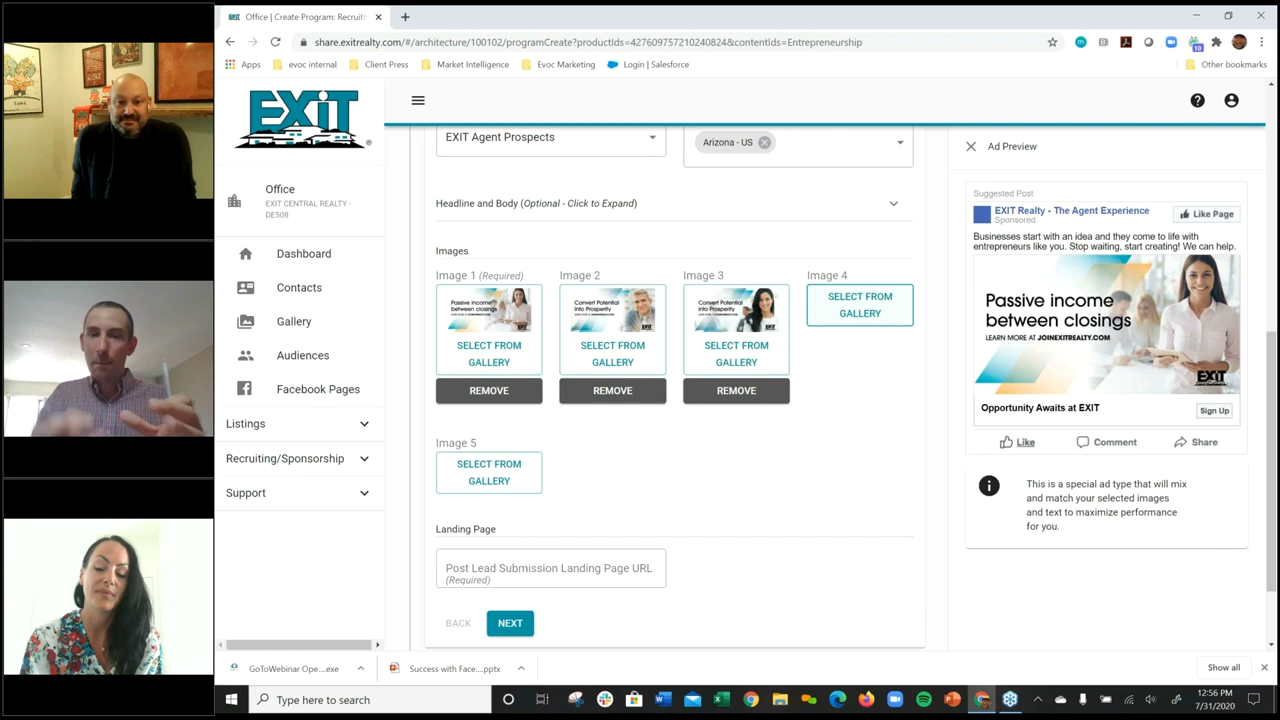 Office | Create Program: Recruiti
share.exitrealty.com/#/architecture/100102/programCreate?productIds=427609757210240824&contentIds=Entrepreneurship
Apps
evoc internal
Client Press
Market Intelligence
Evoc Marketing
Login | Salesforce
Other bookmarks
EXIT
Office
EXIT CENTRAL REALTY -
DE508
Dashboard
Contacts
Gallery
Audiences
Facebook Pages
Listings
Recruiting/Sponsorship
Support
EXIT Agent Prospects
Arizona - US
Headline and Body (Optional - Click to Expand)
Images
Image 1 (Required)
Image 2
Image 3
Image 4
Passive income
between closings
Convert Potential
into Prosperity
Convert Potential
into Prosperity
EXIT
EXIT
EXIT
SELECT FROM
GALLERY
SELECT FROM
GALLERY
SELECT FROM
GALLERY
SELECT FROM
GALLERY
REMOVE
REMOVE
REMOVE
Image 5
SELECT FROM
GALLERY
Landing Page
Post Lead Submission Landing Page URL
(Required)
BACK
NEXT
Ad Preview
Suggested Post
EXIT Realty - The Agent Experience
Sponsored
Like Page
Businesses start with an idea and they come to life with
entrepreneurs like you. Stop waiting, start creating! We can help.
Passive income
between closings
LEARN MORE AT JOINEXITREALTY.COM
EXIT
Opportunity Awaits at EXIT
Sign Up
Like
Comment
Share
This is a special ad type that will mix
and match your selected images
and text to maximize performance
for you.
GoToWebinar Ope....exe
Success with Face....pptx
Show all
Type here to search
12:56 PM
7/31/2020